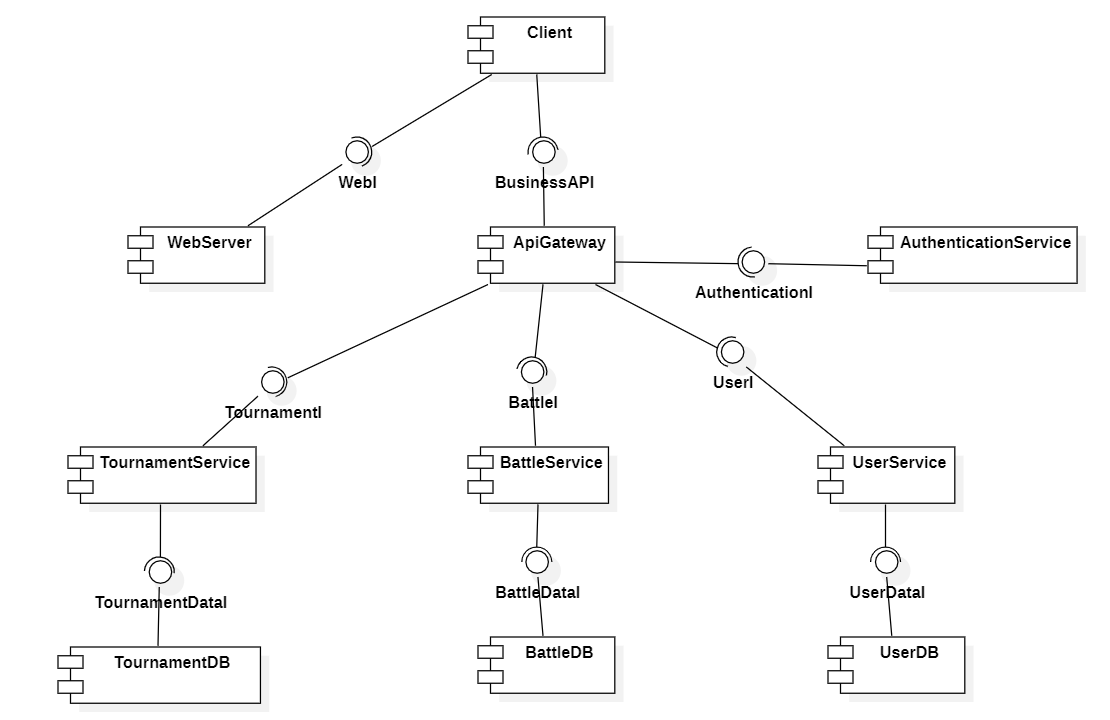 Client
WebI
BusinessAPI
WebServer
ApiGateway
AuthenticationService
AuthenticationI
UserI
TournamentI
BattleI
TournamentService
BattleService
UserService
TournamentDataI
BattleDataI
UserDataI
TournamentDB
BattleDB
UserDB